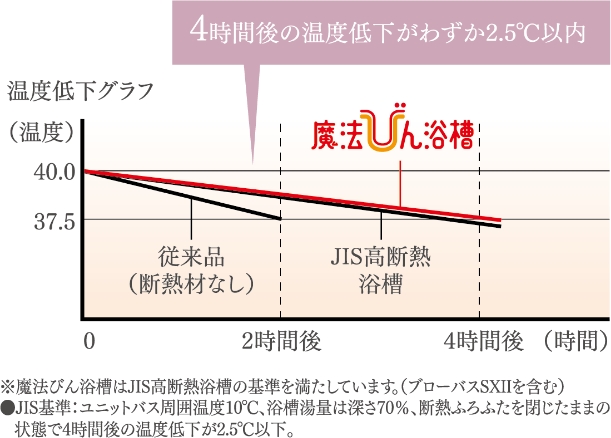 4時間後の温度低下がわずか2.5℃以内
温度低下グラフ
（温度）
魔法びん浴槽
40.0
37.5
従来品
（断熱材なし）
JIS高断熱
浴槽
0
2時間後
4時間後
（時間）
※魔法びん浴槽はJIS高断熱浴槽の基準を満たしています。（ブローバスSXⅡを含む）
●JIS基準：ユニットバス周囲温度10℃、浴槽湯量は深さ70％、断熱ふろふたを閉じたままの
状態で4時間後の温度低下が2.5℃以下。